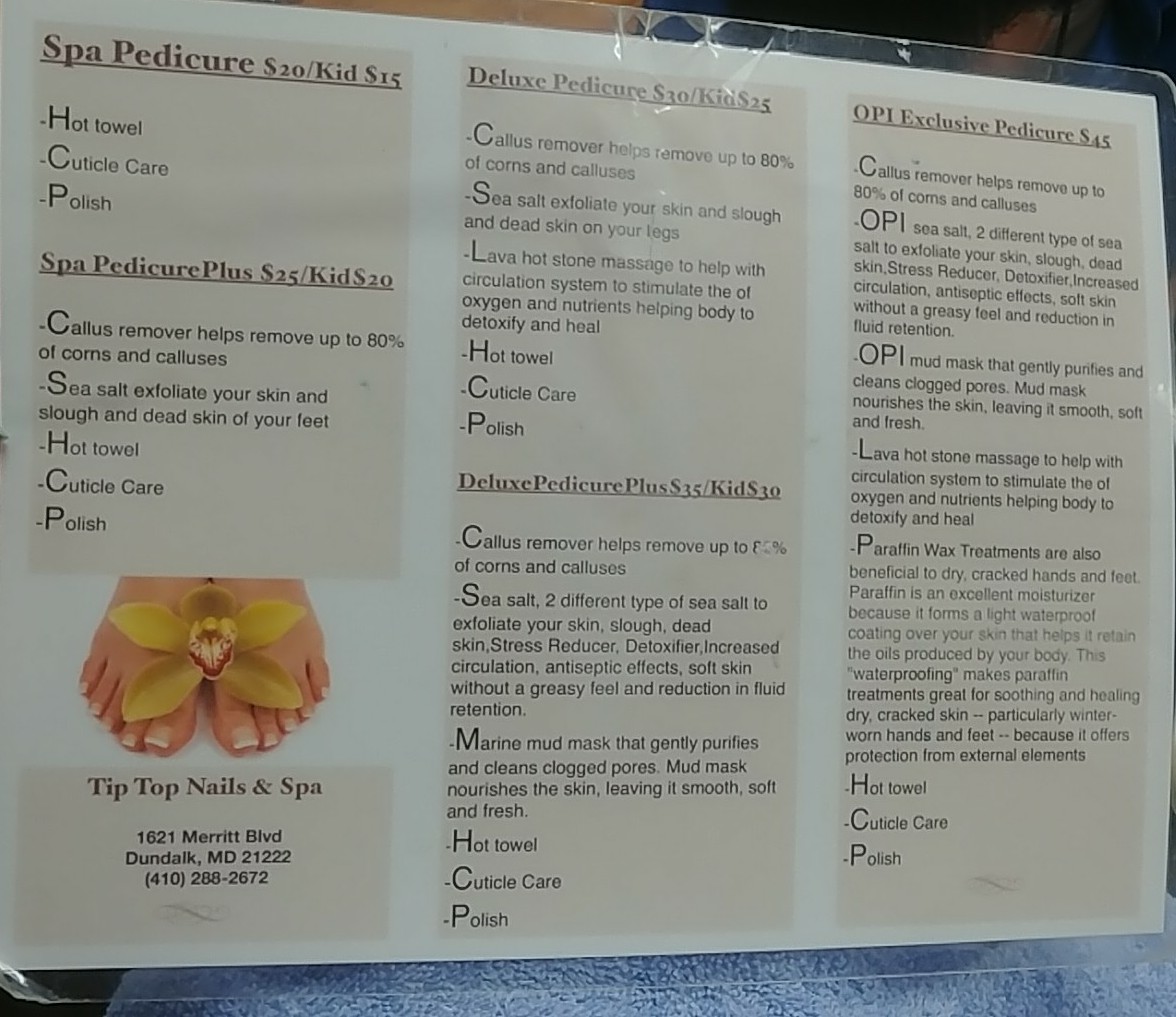 Spa Pedicure $20/Kid $15
-Hot towel
-Cuticle Care
-Polish
Spa PedicurePlus $25/Kid$20
-Callus remover helps remove up to 80%
of corns and calluses
-Sea salt exfoliate your skin and
slough and dead skin of your feet
-Hot towel
-Cuticle Care
-Polish
Tip Top Nails & Spa
1621 Merritt Blvd
Dundalk, MD 21222
(410) 288-2672
Deluxe Pedicure $30/Kid$25
-Callus remover helps remove up to 80%
of corns and calluses
-Sea salt exfoliate your skin and slough
and dead skin on your legs
-Lava hot stone massage to help with
circulation system to stimulate the of
oxygen and nutrients helping body to
detoxify and heal
-Hot towel
-Cuticle Care
-Polish
DeluxePedicurePlus$35/Kid$30
-Callus remover helps remove up to
of corns and calluses
-Sea salt, 2 different type of sea salt to
exfoliate your skin, slough, dead
skin,Stress Reducer, Detoxifier,Increased
circulation, antiseptic effects, soft skin
without a greasy feel and reduction in fluid
retention.
-Marine mud mask that gently purifies
and cleans clogged pores. Mud mask
nourishes the skin, leaving it smooth, soft
and fresh.
-Hot towel
-Cuticle Care
-Polish
OPI Exclusive Pedicure $45
-Callus remover helps remove up to
80% of corns and calluses
-OPI sea salt, 2 different type of sea
salt to exfoliate your skin, slough, dead
skin,Stress Reducer, Detoxifier,Increased
circulation, antiseptic effects, soft skin
without a greasy feel and reduction in
fluid retention.
-OPI mud mask that gently purifies and
cleans clogged pores. Mud mask
nourishes the skin, leaving it smooth, soft
and fresh.
-Lava hot stone massage to help with
circulation system to stimulate the of
oxygen and nutrients helping body to
detoxify and heal
-Paraffin Wax Treatments are also
beneficial to dry, cracked hands and feet.
Paraffin is an excellent moisturizer
because it forms a light waterproof
coating over your skin that helps it retain
the oils produced by your body. This
"waterproofing" makes paraffin
treatments great for soothing and healing
dry, cracked skin -- particularly winter-
worn hands and feet -- because it offers
protection from external elements
-Hot towel
-Cuticle Care
-Polish